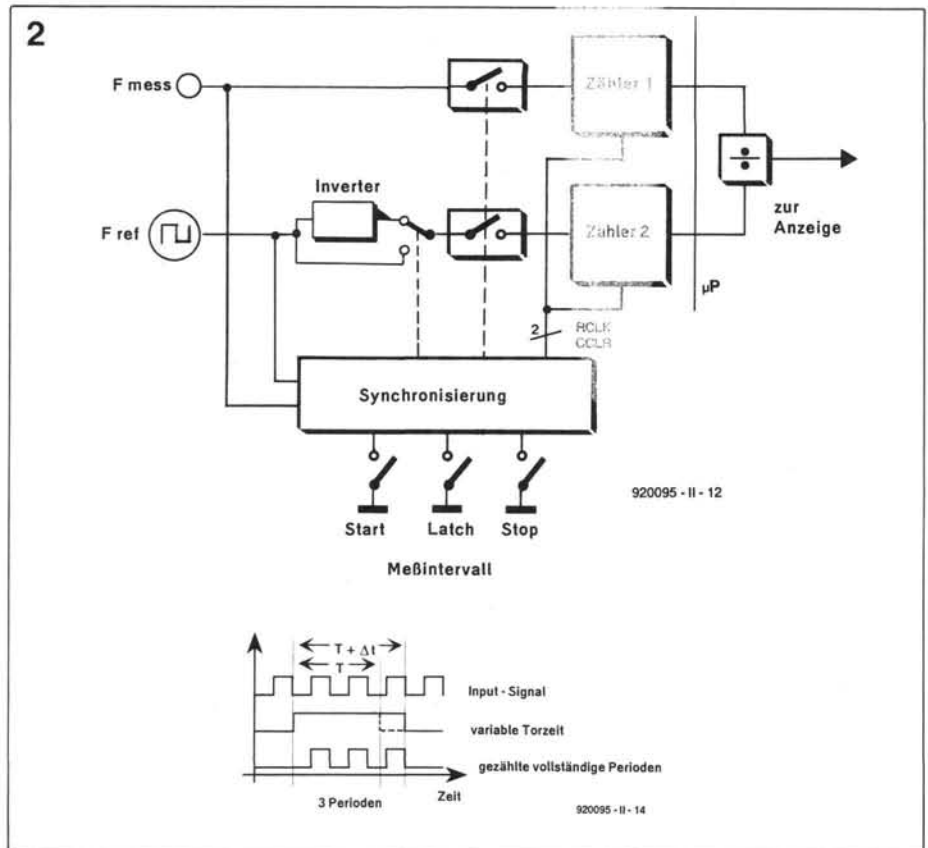 2
F mess
Zähler 1
Inverter
F ref
Zähler 2
÷
zur
Anzeige
µP
2
RCLK
CCLR
Synchronisierung
920095 - II - 12
Start Latch Stop
Meßintervall
T + Δt
T
Input - Signal
variable Torzeit
gezählte vollständige Perioden
Zeit
3 Perioden
920095 - II - 14